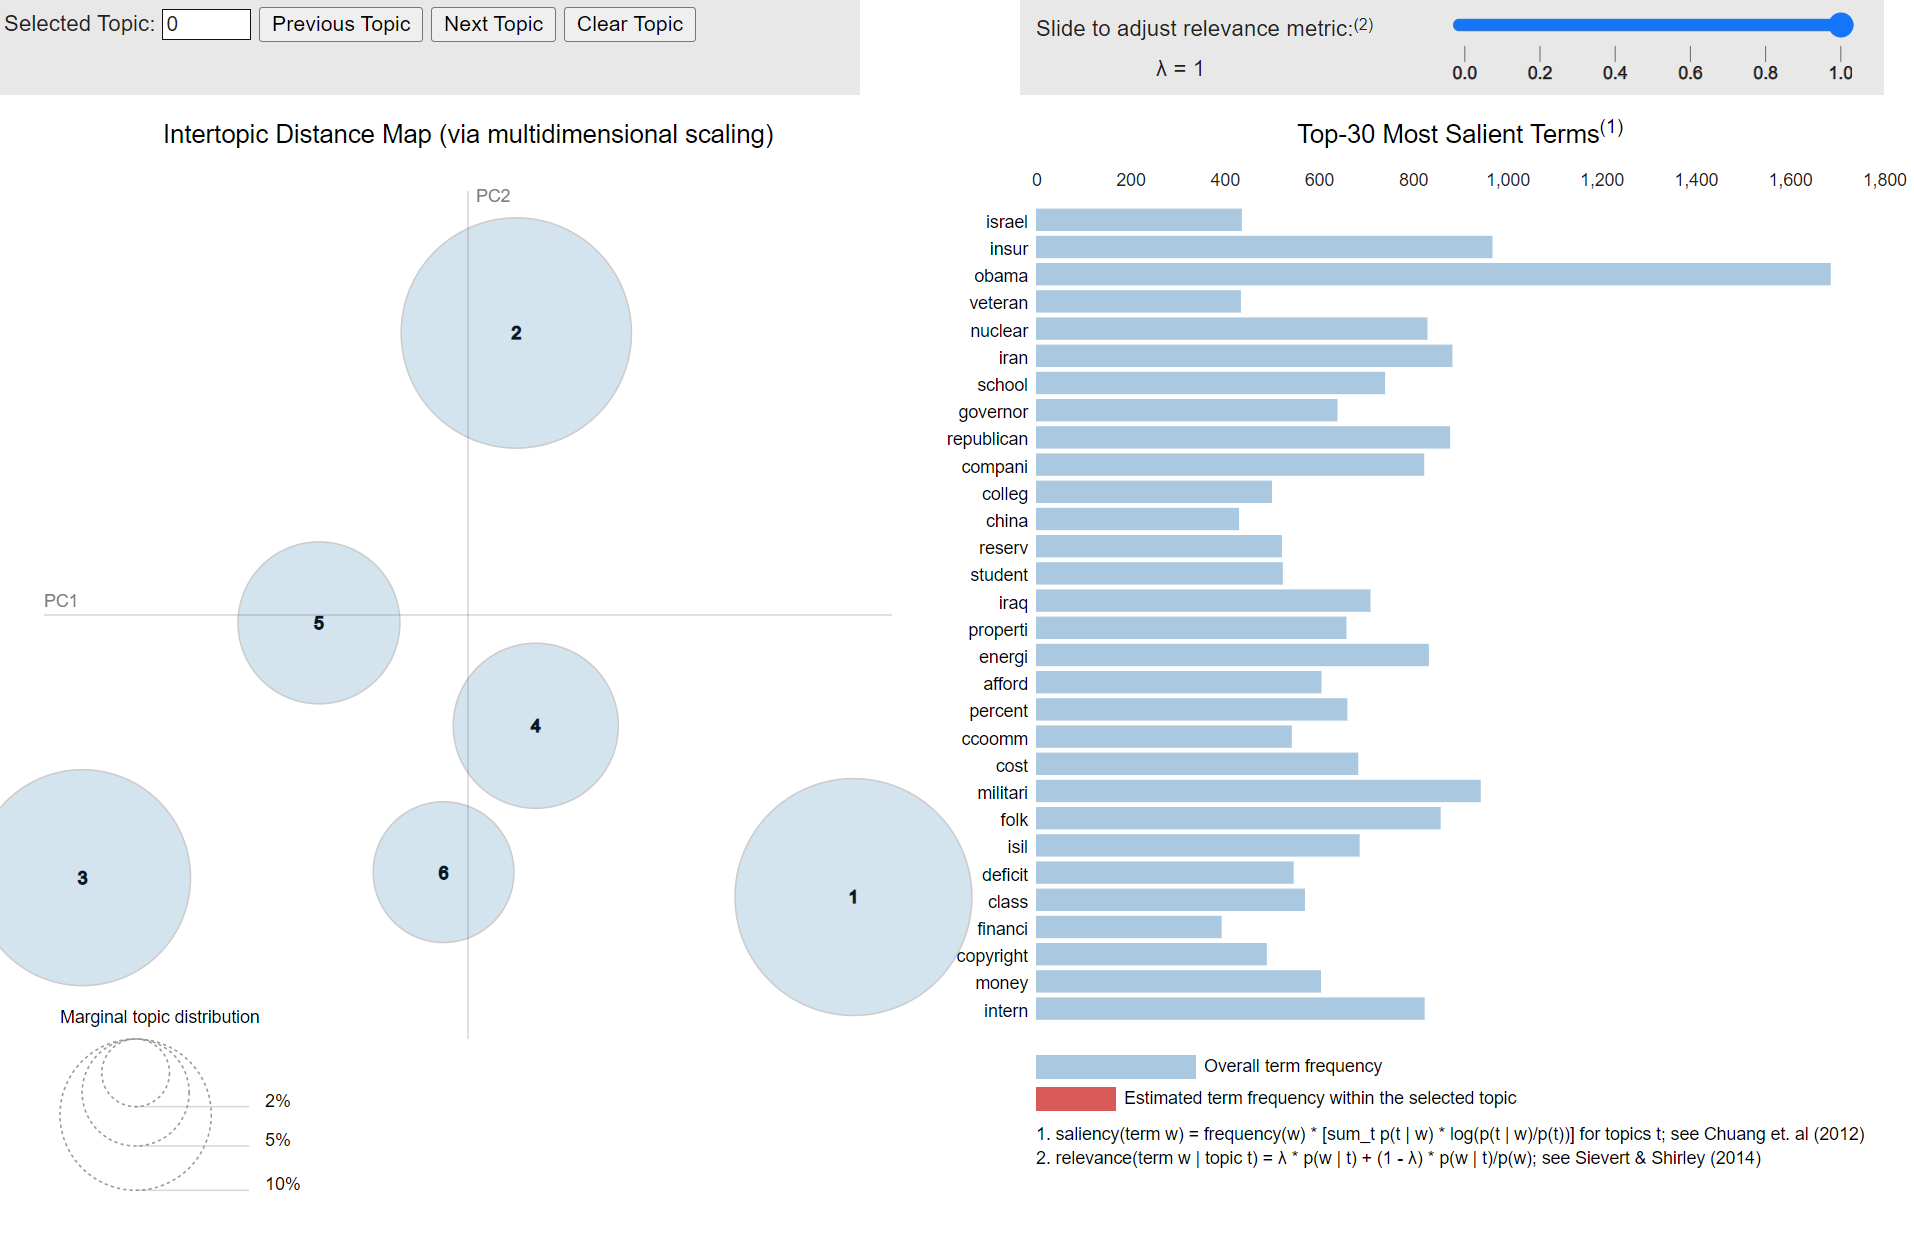 Selected Topic: 0 Previous Topic Next Topic Clear Topic
Slide to adjust relevance metric:(2)
λ = 1
0.0 0.2 0.4 0.6 0.8 1.0
Intertopic Distance Map (via multidimensional scaling)
PC2
PC1
2
5
4
3
6
1
Marginal topic distribution
2%
5%
10%
Top-30 Most Salient Terms(1)
0 200 400 600 800 1,000 1,200 1,400 1,600 1,800
israel
insur
obama
veteran
nuclear
iran
school
governor
republican
compani
colleg
china
reserv
student
iraq
properti
energi
afford
percent
ccoomm
cost
militari
folk
isil
deficit
class
financi
copyright
money
intern
Overall term frequency
Estimated term frequency within the selected topic
1. saliency(term w) = frequency(w) * [sum_t p(t | w) * log(p(t | w)/p(t))] for topics t; see Chuang et. al (2012)
2. relevance(term w | topic t) = λ * p(w | t) + (1 - λ) * p(w | t)/p(w); see Sievert & Shirley (2014)